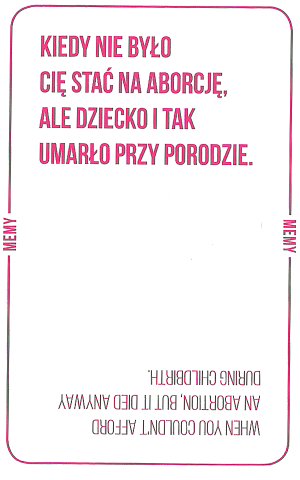 KIEDY NIE BYŁO
CIĘ STAĆ NA ABORCJĘ,
ALE DZIECKO I TAK
UMARŁO PRZY PORODZIE.
MEMY
MEMY
WHEN YOU COULDN'T AFFORD
AN ABORTION, BUT IT DIED ANYWAY
DURING CHILDBIRTH.